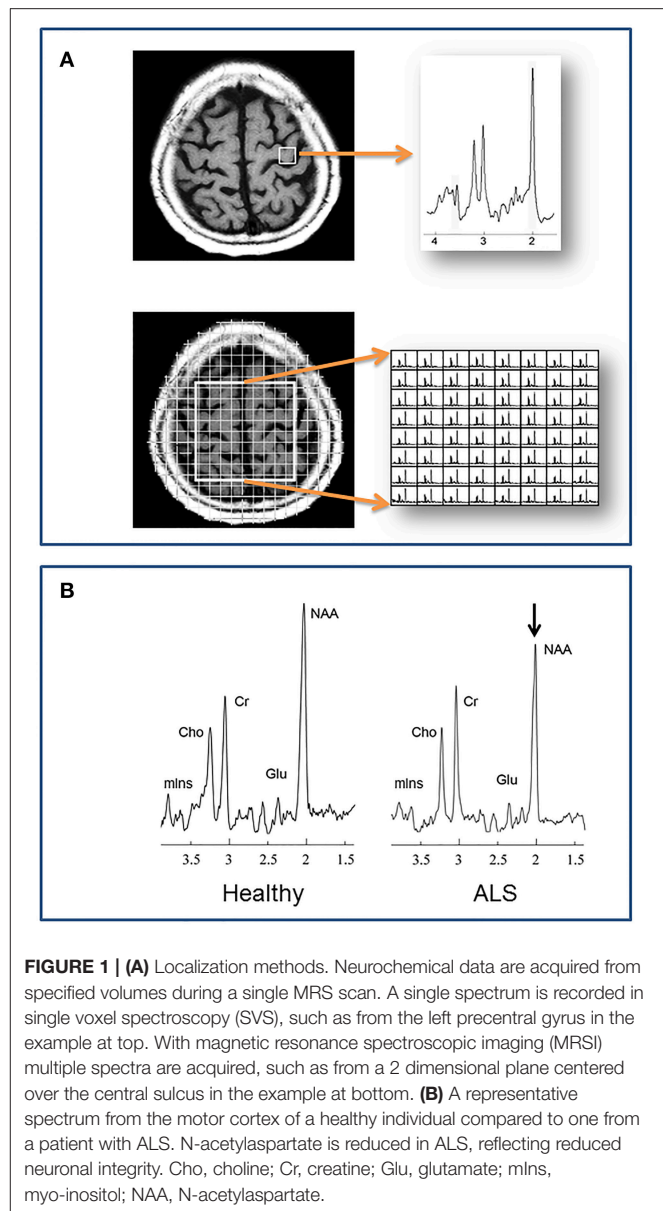 A
4 3 2
B
NAA
Cr
Cho
mIns
Glu
3.5 3 2.5 2 1.5
Healthy
NAA
Cr
Cho
mIns
Glu
3.5 3 2.5 2 1.5
ALS
FIGURE 1 | (A) Localization methods. Neurochemical data are acquired from
specified volumes during a single MRS scan. A single spectrum is recorded in
single voxel spectroscopy (SVS), such as from the left precentral gyrus in the
example at top. With magnetic resonance spectroscopic imaging (MRSI)
multiple spectra are acquired, such as from a 2 dimensional plane centered
over the central sulcus in the example at bottom. (B) A representative
spectrum from the motor cortex of a healthy individual compared to one from
a patient with ALS. N-acetylaspartate is reduced in ALS, reflecting reduced
neuronal integrity. Cho, choline; Cr, creatine; Glu, glutamate; mIns,
myo-inositol; NAA, N-acetylaspartate.